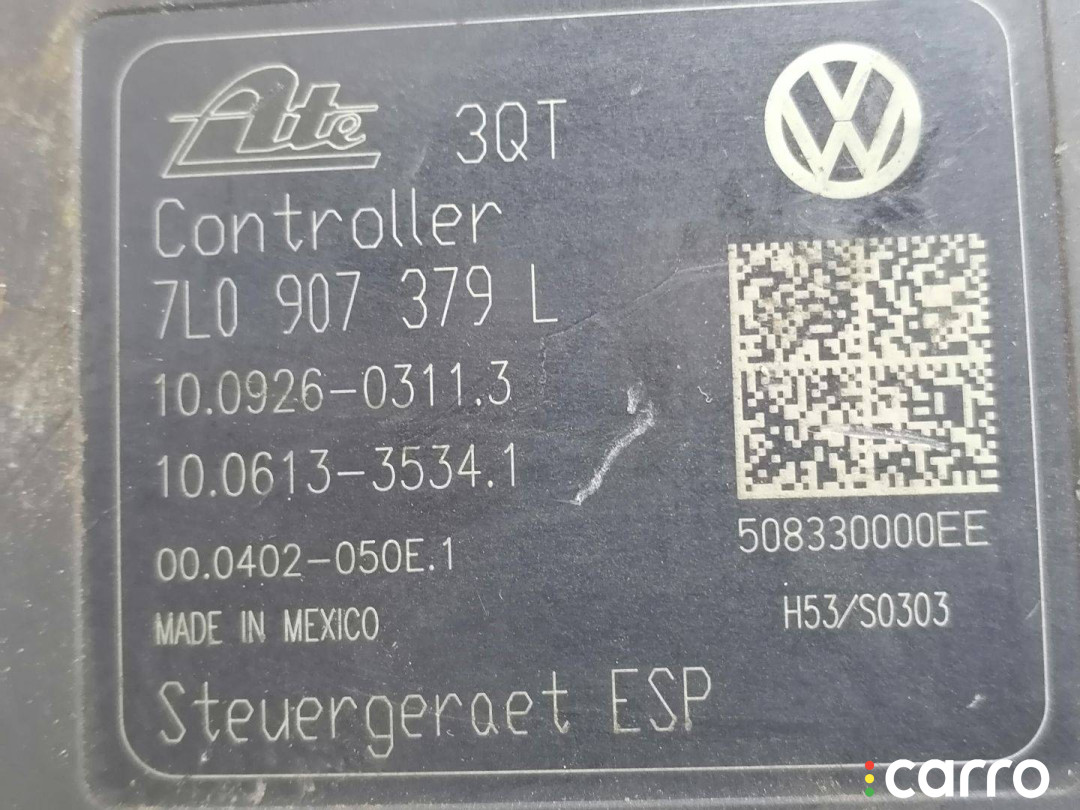 Ate 3QT
Controller
7L0 907 379 L
10.0926-0311.3
10.0613-3534.1
508330000EE
00.0402-050E.1
H53/S0303
MADE IN MEXICO
Steuergeraet ESP
carro